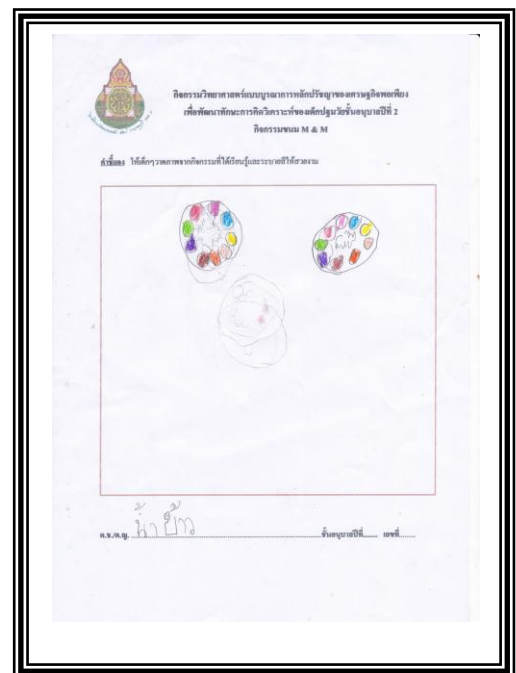 กิจกรรมวิทยาศาสตร์แบบบูรณาการหลักปรัชญาของเศรษฐกิจพอเพียง
เพื่อพัฒนาทักษะการคิดวิเคราะห์ของเด็กปฐมวัยชั้นอนุบาลปีที่ 2
กิจกรรมขนม M & M
คำชี้แจง ให้เด็กๆวาดภาพจากกิจกรรมที่ได้เรียนรู้และระบายสีให้สวยงาม
ด.ช./ด.ญ. น้ำป้าว ชั้นอนุบาลปีที่....... เลขที่.......